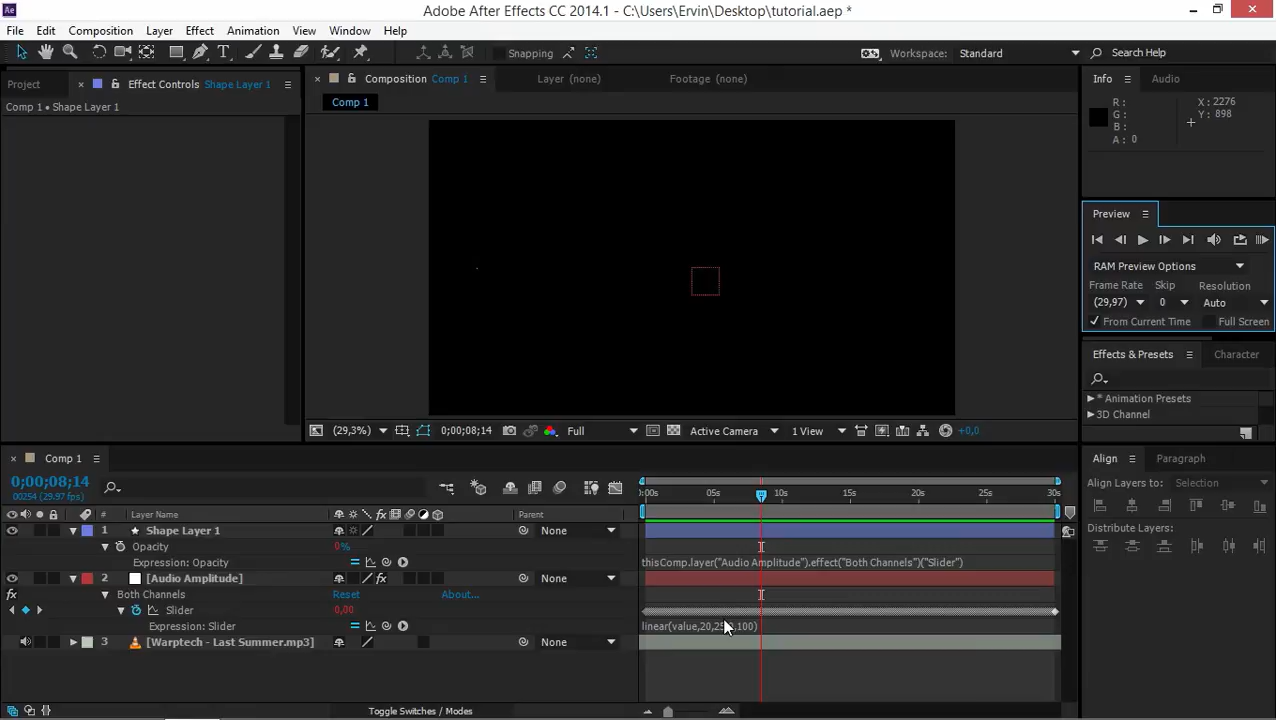 Ae Adobe After Effects CC 2014.1 - C:\Users\Ervin\Desktop\tutorial.aep *
File Edit Composition Layer Effect Animation View Window Help
Snapping Workspace: Standard Search Help
Project Effect Controls Shape Layer 1 Composition Comp 1 Layer (none) Footage (none) Info Audio
Comp 1 • Shape Layer 1
Comp 1
R: X: 2276
G: Y: 898
B:
A: 0
Preview
RAM Preview Options
Frame Rate Skip Resolution
(29,97) 0 Auto
From Current Time Full Screen
Effects & Presets Character
* Animation Presets
3D Channel
(29,3%) 0;00;08;14 Full Active Camera 1 View +0,0
Comp 1 Align Paragraph
0;00;08;14
00254 (29.97 fps)
Align Layers to: Selection
:00s 05s 10s 15s 20s 25s 30s
# Layer Name Parent
1 Shape Layer 1 None
Distribute Layers:
Opacity 0%
Expression: Opacity thisComp.layer("Audio Amplitude").effect("Both Channels")("Slider")
2 [Audio Amplitude] None
Both Channels Reset About...
Slider 0,00
Expression: Slider linear(value,20,25 ,100)
3 [Warptech - Last Summer.mp3] None
Toggle Switches / Modes